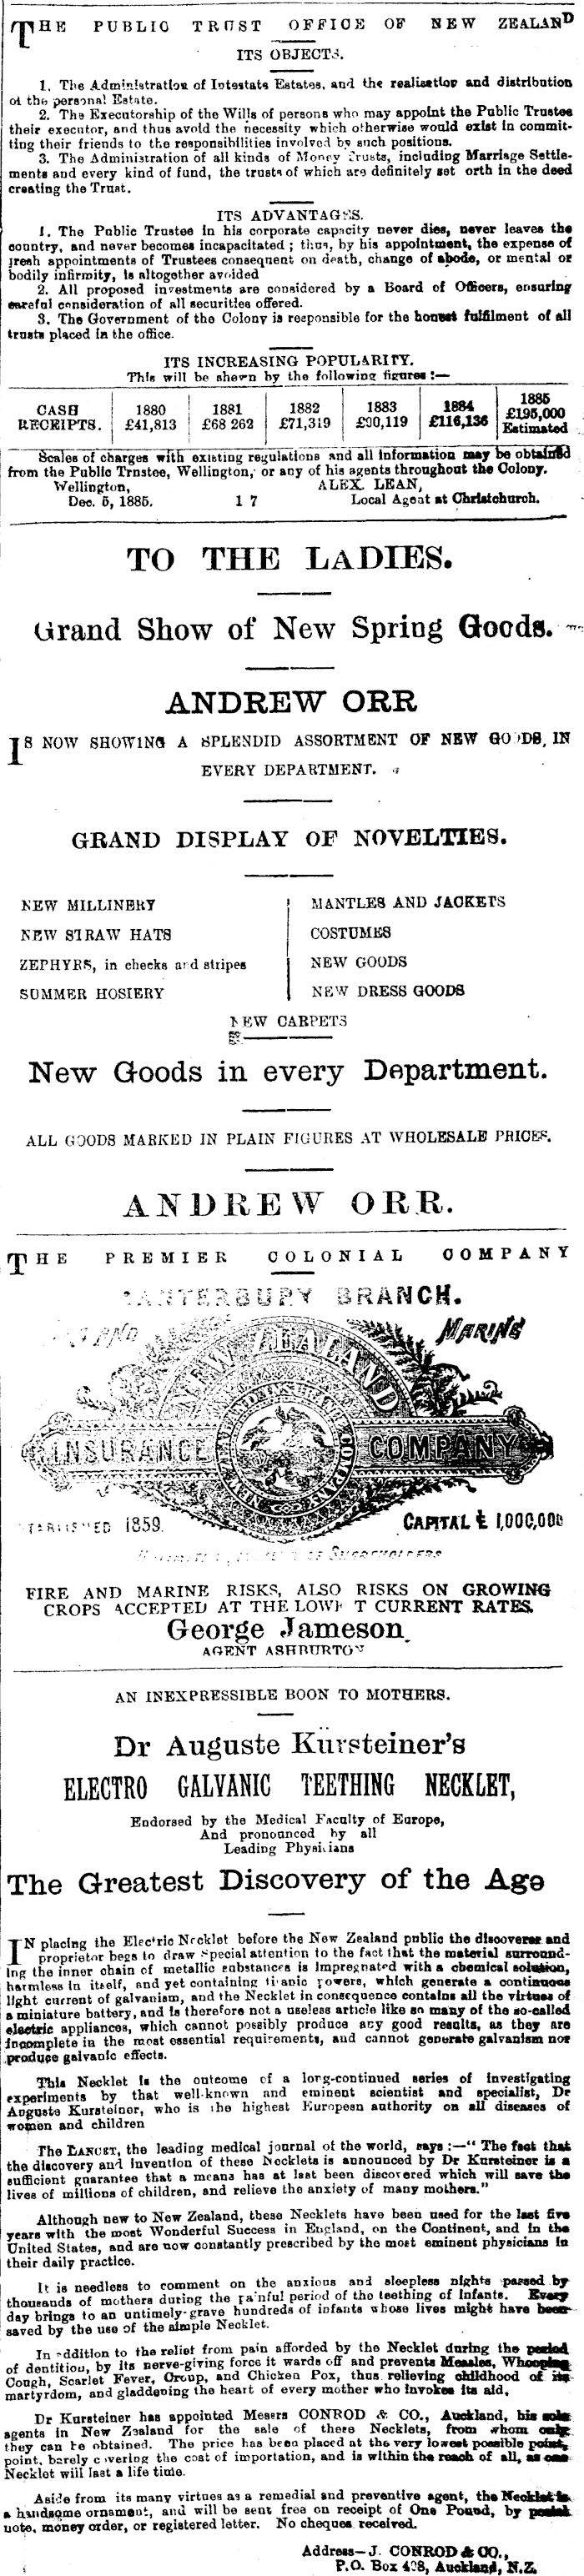 THE PUBLIC TRUST OFFICE OF NEW ZEALAND
ITS OBJECTS.
1. The Administration of Intestate Estates, and the realisation and distribution
of the personal Estate.
2. The Executorship of the Wills of persons who may appoint the Public Trustee
their executor, and thus avoid the necessity which otherwise would exist in commit-
ting their friends to the responsibilities involved by such positions.
3. The Administration of all kinds of Money Trusts, including Marriage Settle-
ments and every kind of fund, the trusts of which are definitely set orth in the deed
creating the Trust.
ITS ADVANTAGES.
1. The Public Trustee in his corporate capacity never dies, never leaves the
country, and never becomes incapacitated ; thus, by his appointment, the expense of
fresh appointments of Trustees consequent on death, change of abode, or mental or
bodily infirmity, is altogether avoided
2. All proposed investments are considered by a Board of Officers, ensuring
careful consideration of all securities offered.
3. The Government of the Colony is responsible for the honest fulfilment of all
trusts placed in the office.
ITS INCREASING POPULARITY.
This will be shewn by the following figures :—
CASH RECEIPTS. | 1880 £41,813 | 1881 £68 262 | 1882 £71,319 | 1883 £90,119 | 1884 £116,136 | 1885 £195,000 Estimated
Scales of charges with existing regulations and all information may be obtained
from the Public Trustee, Wellington, or any of his agents throughout the Colony.
Wellington, ALEX. LEAN,
Dec. 5, 1885. 1 7 Local Agent at Christchurch.
TO THE LADIES.
Grand Show of New Spring Goods.
ANDREW ORR
IS NOW SHOWING A SPLENDID ASSORTMENT OF NEW GOODS, IN
EVERY DEPARTMENT.
GRAND DISPLAY OF NOVELTIES.
NEW MILLINERY
NEW STRAW HATS
ZEPHYRS, in checks and stripes
SUMMER HOSIERY
MANTLES AND JACKETS
COSTUMES
NEW GOODS
NEW DRESS GOODS
NEW CARPETS
New Goods in every Department.
ALL GOODS MARKED IN PLAIN FIGURES AT WHOLESALE PRICES.
ANDREW ORR.
THE PREMIER COLONIAL COMPANY
CANTERBURY BRANCH.
MARINE
NEW ZEALAND
INSURANCE COMPANY
ESTABLISHED 1859. CAPITAL £ 1,000,000
SHAREHOLDERS
FIRE AND MARINE RISKS, ALSO RISKS ON GROWING
CROPS ACCEPTED AT THE LOWE T CURRENT RATES.
George Jameson,
AGENT ASHBURTON
AN INEXPRESSIBLE BOON TO MOTHERS.
Dr Auguste Kürsteiner's
ELECTRO GALVANIC TEETHING NECKLET,
Endorsed by the Medical Faculty of Europe,
And pronounced by all
Leading Physicians
The Greatest Discovery of the Age
IN placing the Electric Necklet before the New Zealand public the discoverer and
proprietor begs to draw special attention to the fact that the material surround-
ing the inner chain of metallic substances is impregnated with a chemical solution,
harmless in itself, and yet containing titanic powers, which generate a continuous
light current of galvanism, and the Necklet in consequence contains all the virtues of
a miniature battery, and is therefore not a useless article like so many of the so-called
electric appliances, which cannot possibly produce any good results, as they are
incomplete in the most essential requirements, and cannot generate galvanism nor
produce galvanic effects.
This Necklet is the outcome of a long-continued series of investigating
experiments by that well-known and eminent scientist and specialist, Dr
Auguste Kursteiner, who is the highest European authority on all diseases of
women and children
The LANCET, the leading medical journal of the world, says :—" The fact that
the discovery and invention of these Necklets is announced by Dr Kursteiner is a
sufficient guarantee that a means has at last been discovered which will save the
lives of millions of children, and relieve the anxiety of many mothers."
Although new to New Zealand, these Necklets have been used for the last five
years with the most Wonderful Success in England, on the Continent, and in the
United States, and are now constantly prescribed by the most eminent physicians in
their daily practice.
It is needless to comment on the anxious and sleepless nights passed by
thousands of mothers during the painful period of the teething of Infants. Every
day brings to an untimely grave hundreds of infants whose lives might have been
saved by the use of the simple Necklet.
In addition to the relief from pain afforded by the Necklet during the period
of dentition, by its nerve-giving force it wards off and prevents Measles, Whooping
Cough, Scarlet Fever, Croup, and Chicken Pox, thus relieving childhood of its
martyrdom, and gladdening the heart of every mother who invokes its aid.
Dr Kursteiner has appointed Messrs CONROD & CO., Auckland, his sole
agents in New Zealand for the sale of these Necklets, from whom only
they can be obtained. The price has been placed at the very lowest possible point,
point, barely covering the cost of importation, and is within the reach of all, as one
Necklet will last a life time.
Aside from its many virtues as a remedial and preventive agent, the Necklet is
a handsome ornament, and will be sent free on receipt of One Pound, by postal
note, money order, or registered letter. No cheques received.
Address—J. CONROD & CO.,
P.O. Box 408, Auckland, N.Z.